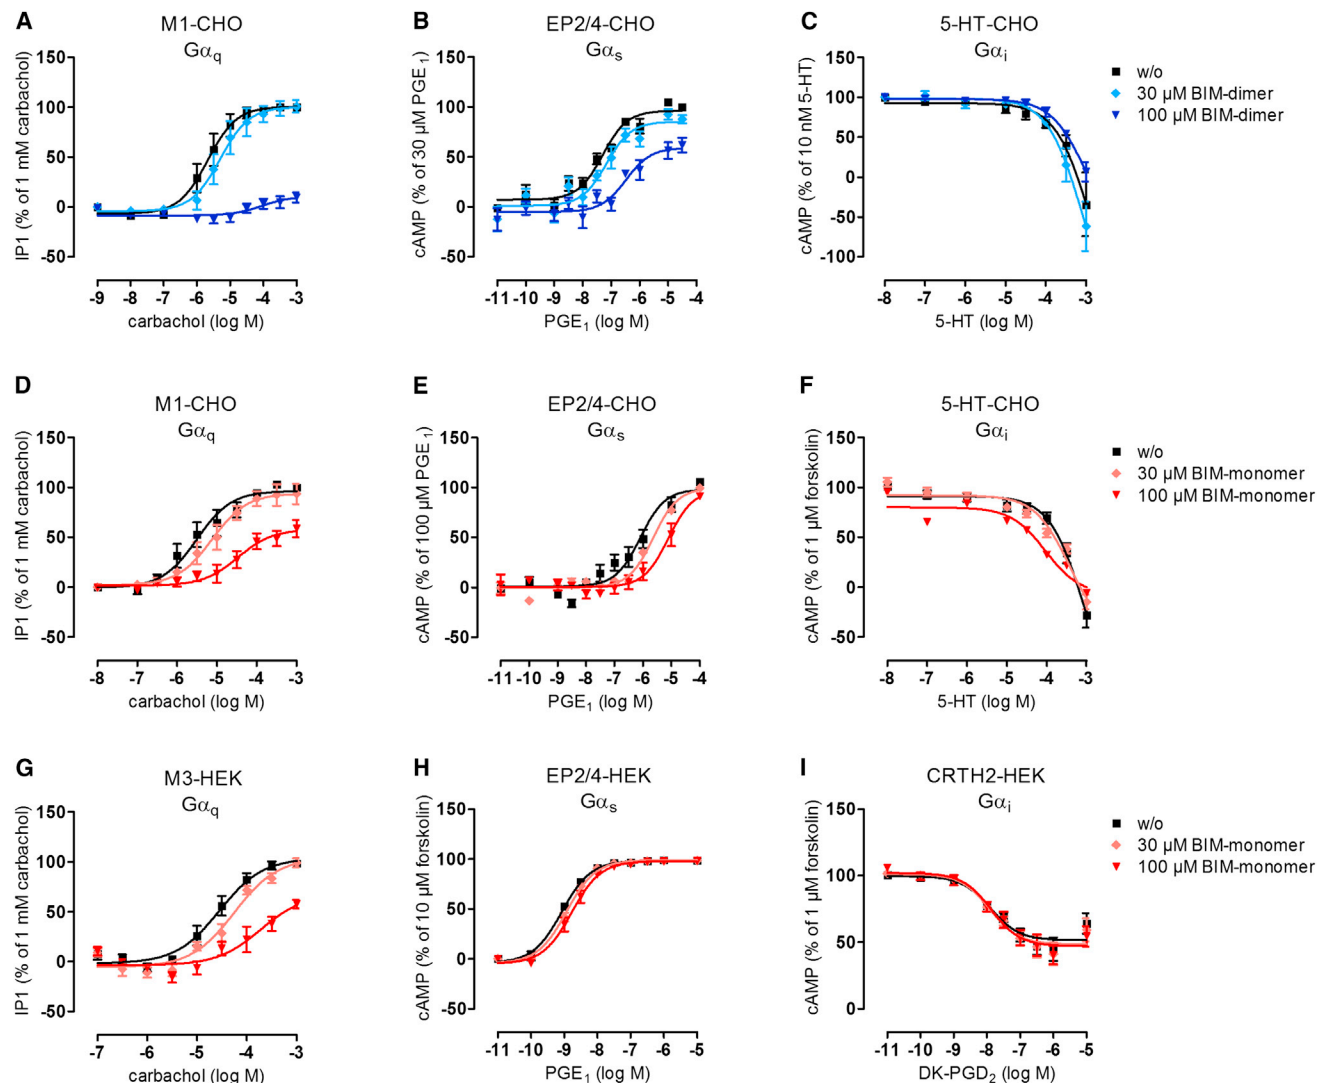 A
M1-CHO
Gαq
IP1 (% of 1 mM carbachol)
150
100
50
0
-50
-9 -8 -7 -6 -5 -4 -3
carbachol (log M)
B
EP2/4-CHO
Gαs
cAMP (% of 30 µM PGE1)
150
100
50
0
-50
-11 -10 -9 -8 -7 -6 -5 -4
PGE1 (log M)
C
5-HT-CHO
Gαi
cAMP (% of 10 nM 5-HT)
150
100
50
0
-50
-100
-8 -7 -6 -5 -4 -3
5-HT (log M)
w/o
30 µM BIM-dimer
100 µM BIM-dimer
D
M1-CHO
Gαq
IP1 (% of 1 mM carbachol)
150
100
50
0
-50
-8 -7 -6 -5 -4 -3
carbachol (log M)
E
EP2/4-CHO
Gαs
cAMP (% of 100 µM PGE1)
150
100
50
0
-50
-11 -10 -9 -8 -7 -6 -5 -4
PGE1 (log M)
F
5-HT-CHO
Gαi
cAMP (% of 1 µM forskolin)
150
100
50
0
-50
-8 -7 -6 -5 -4 -3
5-HT (log M)
w/o
30 µM BIM-monomer
100 µM BIM-monomer
G
M3-HEK
Gαq
IP1 (% of 1 mM carbachol)
150
100
50
0
50
-7 -6 -5 -4 -3
carbachol (log M)
H
EP2/4-HEK
Gαs
cAMP (% of 10 µM forskolin)
150
100
50
0
-50
-11 -10 -9 -8 -7 -6 -5
PGE1 (log M)
I
CRTH2-HEK
Gαi
cAMP (% of 1 µM forskolin)
150
100
50
0
-11 -10 -9 -8 -7 -6 -5
DK-PGD2 (log M)
w/o
30 µM BIM-monomer
100 µM BIM-monomer